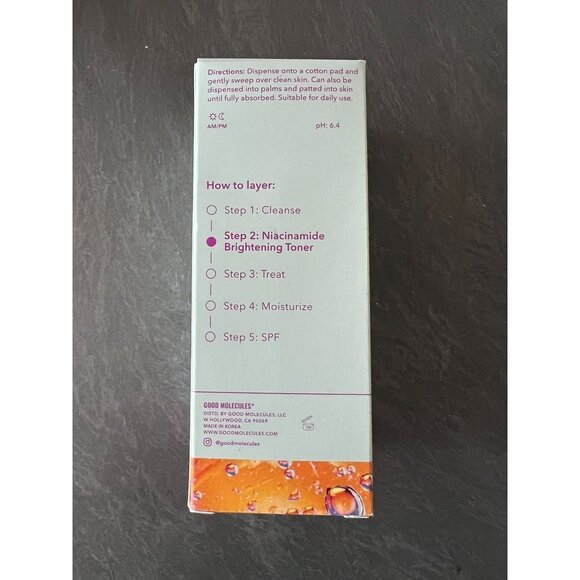 Directions: Dispense onto a cotton pad and
gently sweep over clean skin. Can also be
dispensed into palms and patted into skin
until fully absorbed. Suitable for daily use.
AM/PM pH: 6.4
How to layer:
Step 1: Cleanse
Step 2: Niacinamide
Brightening Toner
Step 3: Treat
Step 4: Moisturize
Step 5: SPF
GOOD MOLECULES®
DISTD. BY GOOD MOLECULES, LLC
W HOLLYWOOD, CA 90069
MADE IN KOREA
WWW.GOODMOLECULES.COM
@goodmolecules